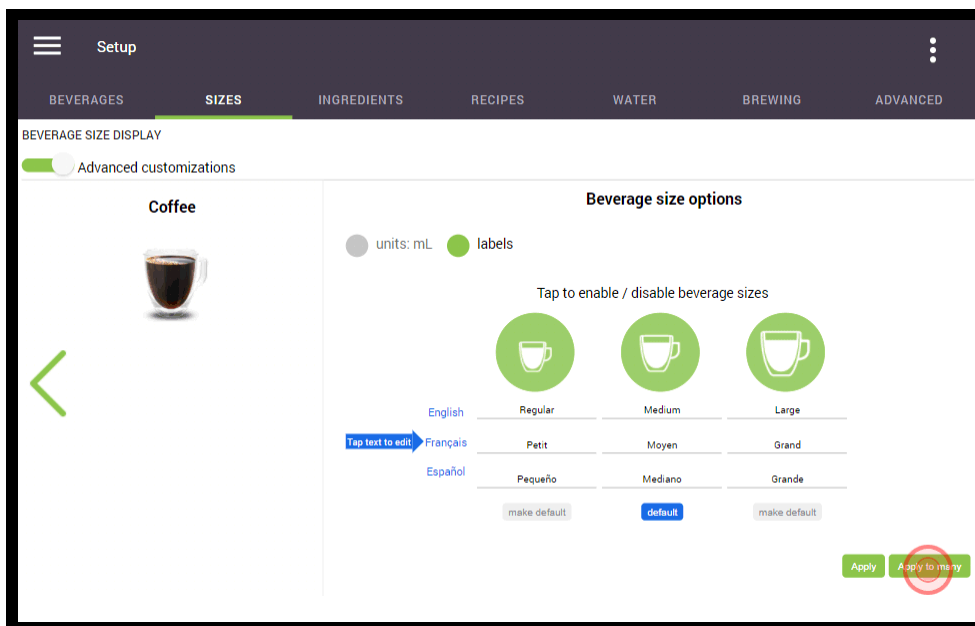 Setup
BEVERAGES SIZES INGREDIENTS RECIPES WATER BREWING ADVANCED
BEVERAGE SIZE DISPLAY
Advanced customizations
Coffee
Beverage size options
units: mL labels
Tap to enable / disable beverage sizes
English Regular Medium Large
Tap text to edit Français Petit Moyen Grand
Español Pequeño Mediano Grande
make default default make default
Apply Apply to many